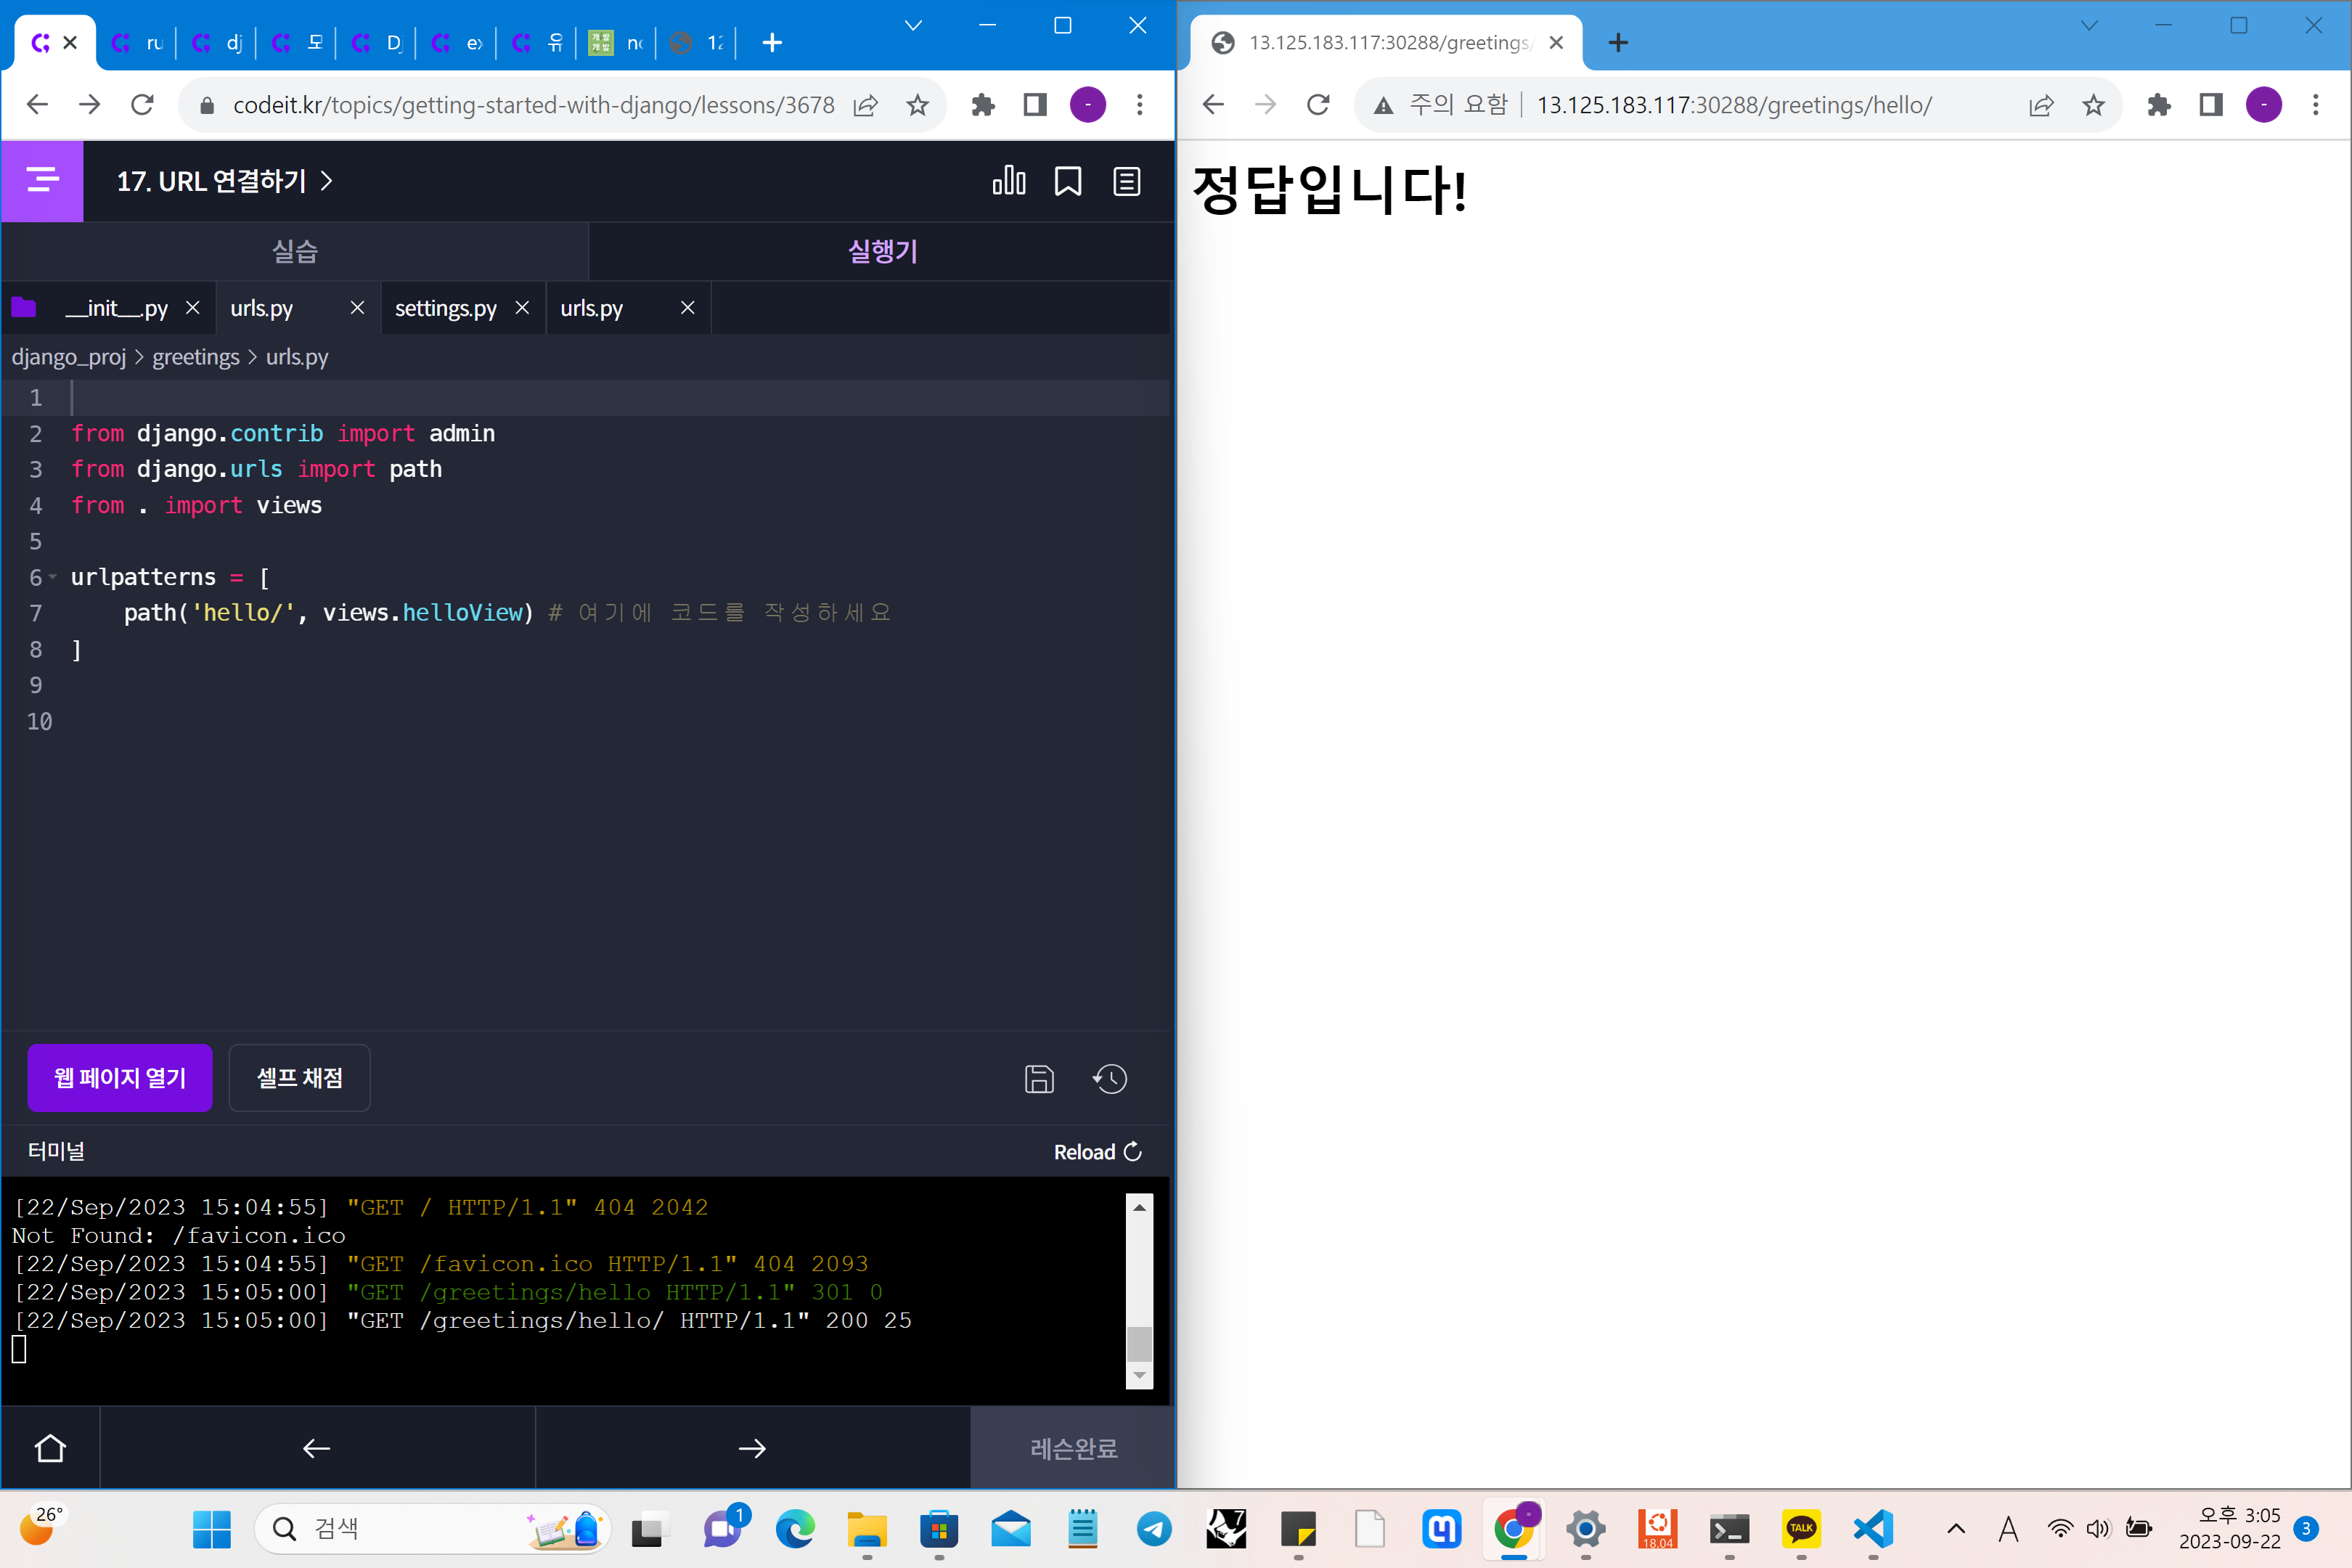 ru
dj
모
D
유
codeit.kr/topics/getting-started-with-django/lessons/3678
17. URL 연결하기
실습
실행기
__init__.py
urls.py
settings.py
urls.py
django_proj > greetings > urls.py
1
2 from django.contrib import admin
3 from django.urls import path
4 from . import views
5
6 urlpatterns = [
7 path('hello/', views.helloView) # 여기에 코드를 작성하세요
8 ]
9
10
웹 페이지 열기
셀프 채점
터미널
Reload
[22/Sep/2023 15:04:55] "GET / HTTP/1.1" 404 2042
Not Found: /favicon.ico
[22/Sep/2023 15:04:55] "GET /favicon.ico HTTP/1.1" 404 2093
[22/Sep/2023 15:05:00] "GET /greetings/hello HTTP/1.1" 301 0
[22/Sep/2023 15:05:00] "GET /greetings/hello/ HTTP/1.1" 200 25
레슨완료
13.125.183.117:30288/greetings/
주의 요함
13.125.183.117:30288/greetings/hello/
정답입니다!
26°
검색
1
7
18.04
TALK
A
오후 3:05
2023-09-22
3